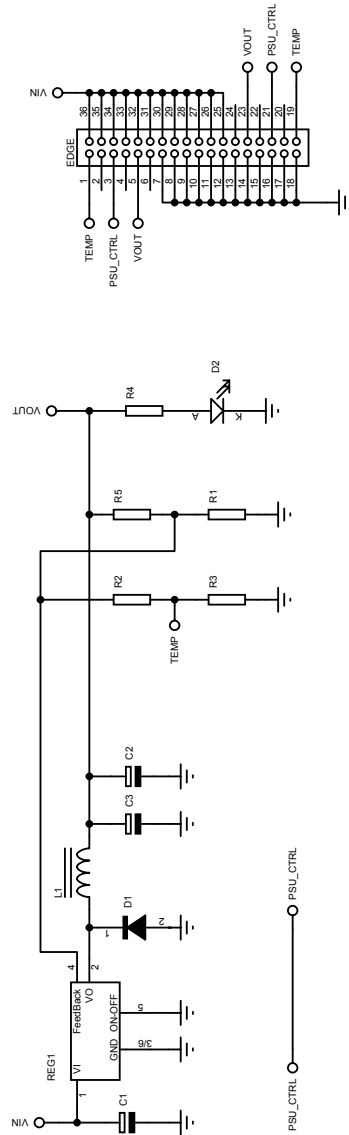 VIN
EDGE
1
2
3
4
5
6
7
8
9
10
11
12
13
14
15
16
17
18
36
35
34
33
32
31
30
29
28
27
26
25
24
23
22
21
20
19
TEMP
PSU_CTRL
VOUT
VOUT
PSU_CTRL
TEMP
VIN
REG1
1
VI
FeedBack
4
VO
2
GND
ON-OFF
3/6
5
C1
L1
1
D1
2
C3
C2
R2
R5
R4
TEMP
R3
R1
VOUT
A
D2
K
PSU_CTRL
PSU_CTRL